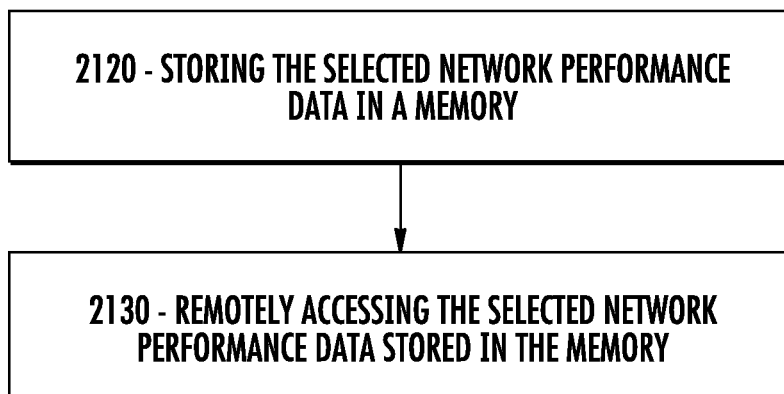 2120 - STORING THE SELECTED NETWORK PERFORMANCE
DATA IN A MEMORY
2130 - REMOTELY ACCESSING THE SELECTED NETWORK
PERFORMANCE DATA STORED IN THE MEMORY